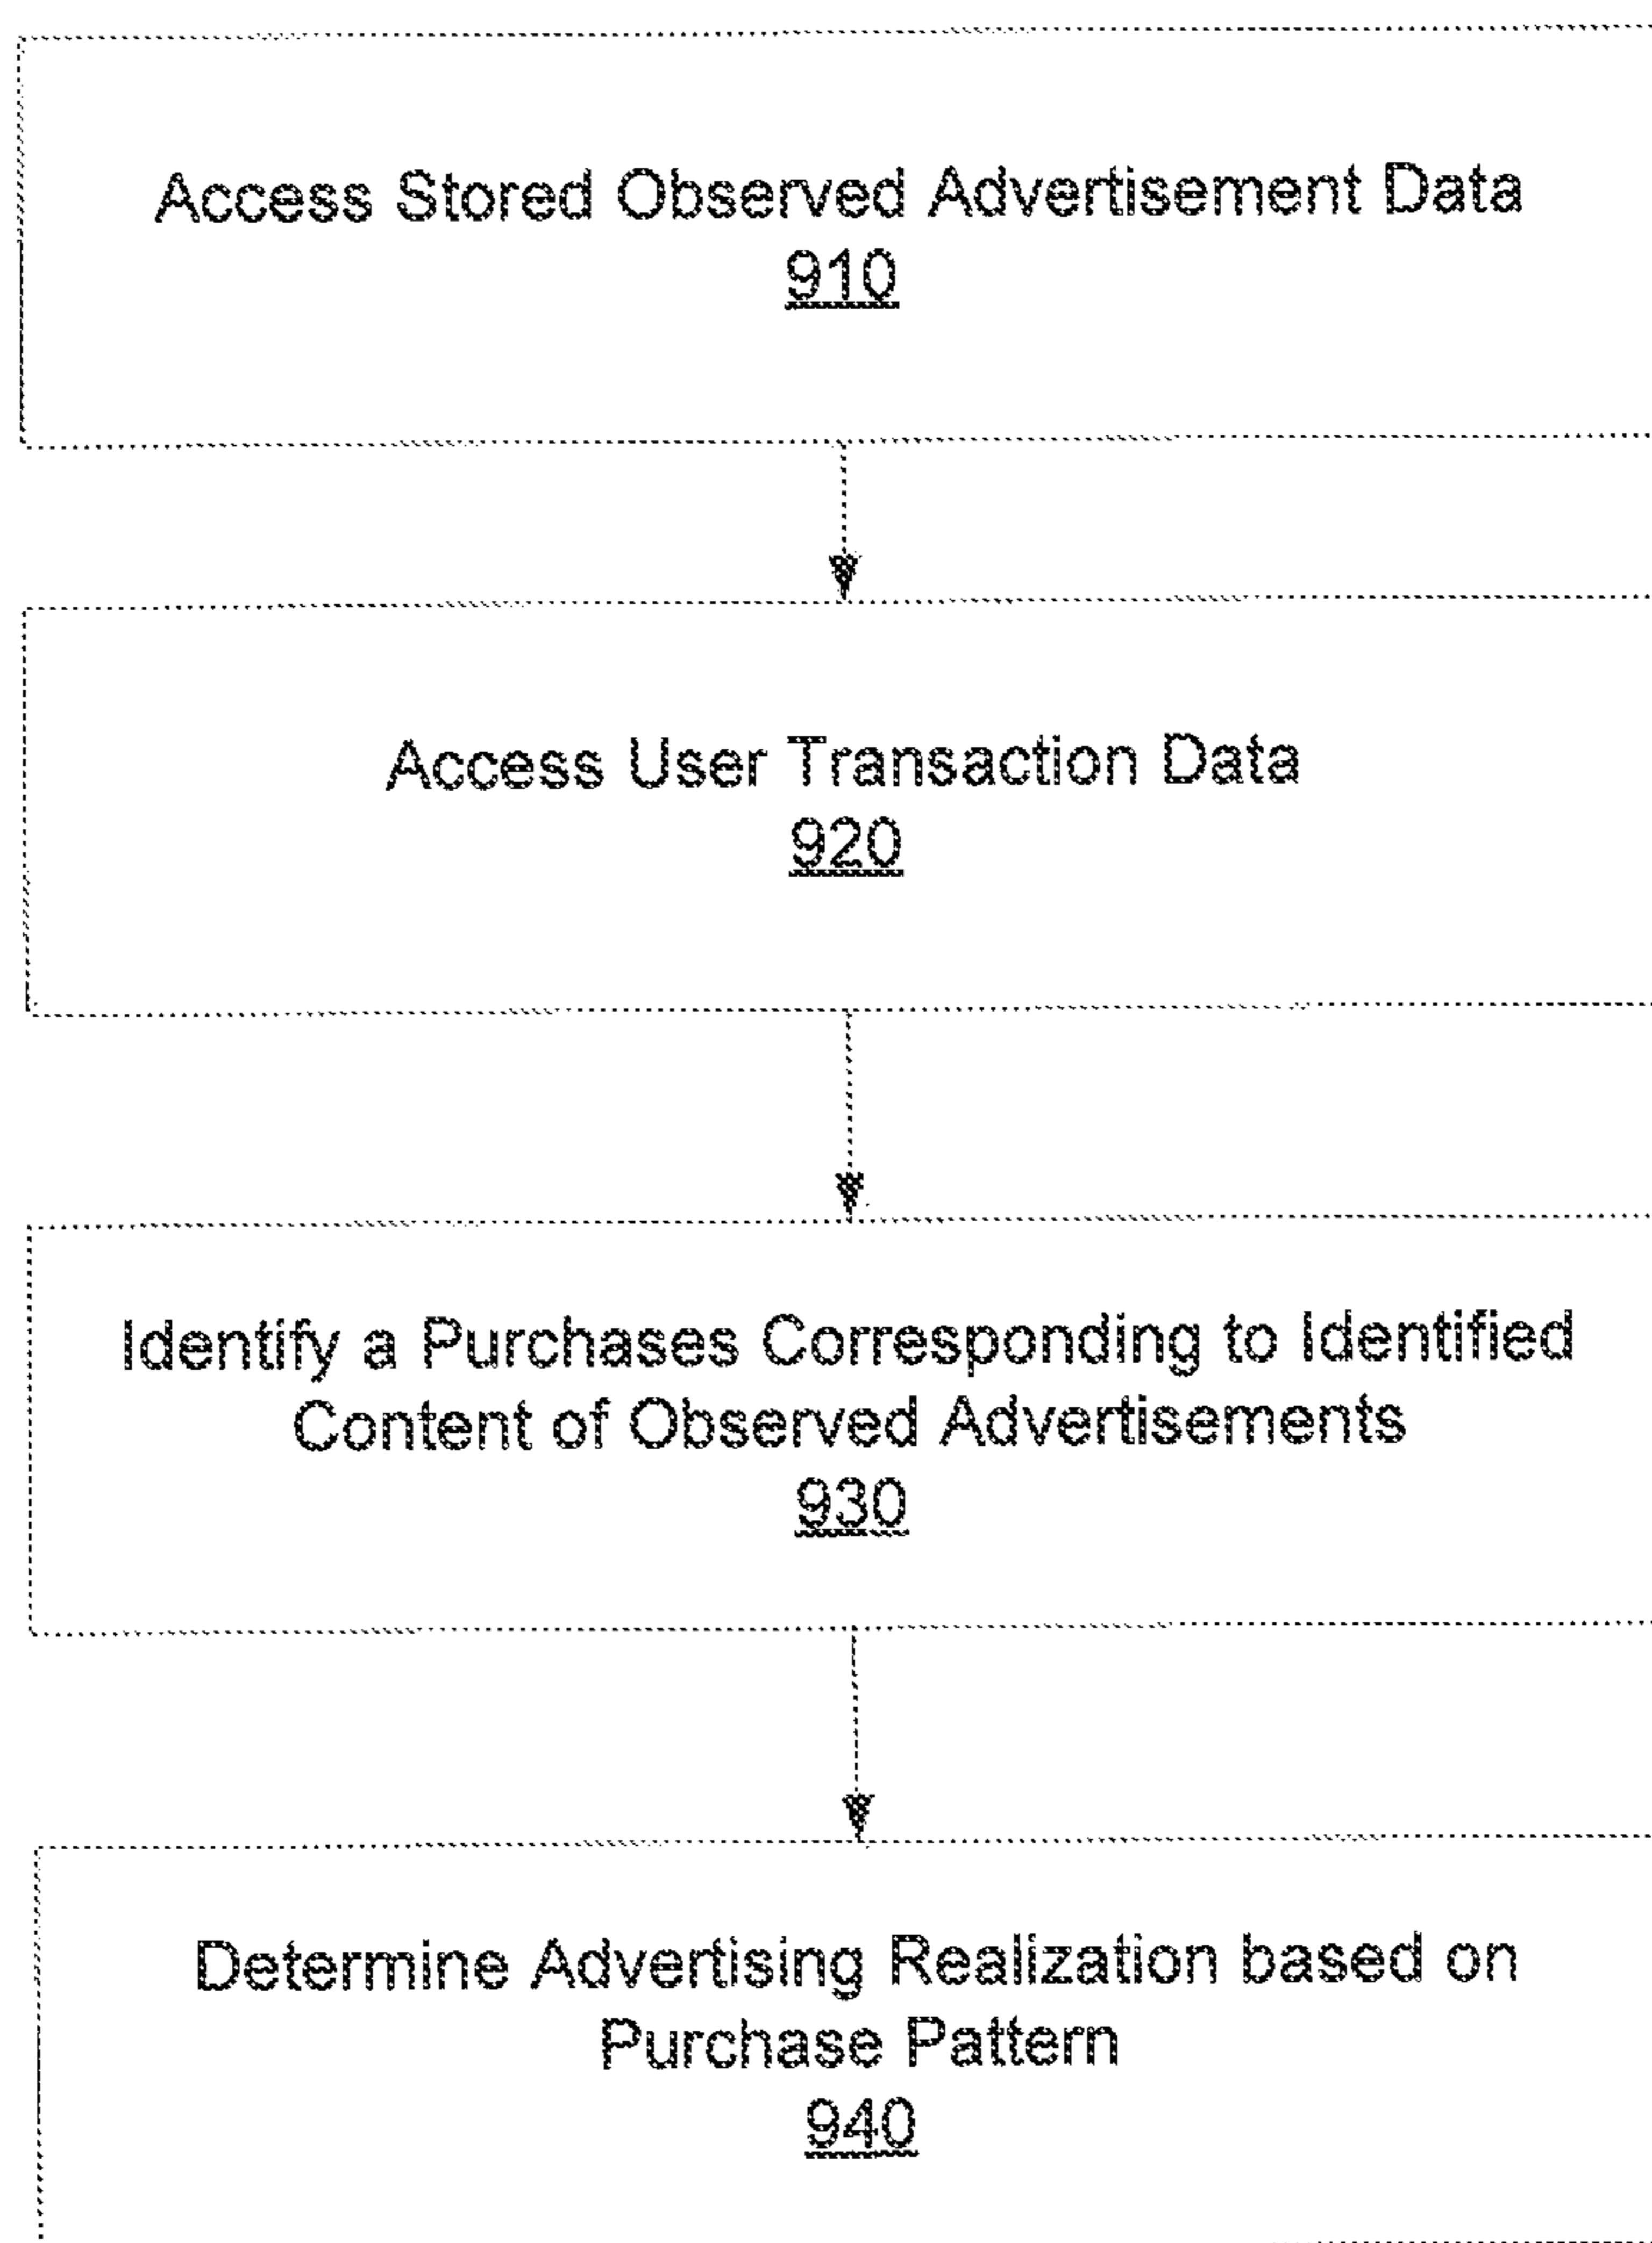 Access Stored Observed Advertisement Data
910
Access User Transaction Data
920
Identify a Purchases Corresponding to Identified
Content of Observed Advertisements
930
Determine Advertising Realization based on
Purchase Pattern
940